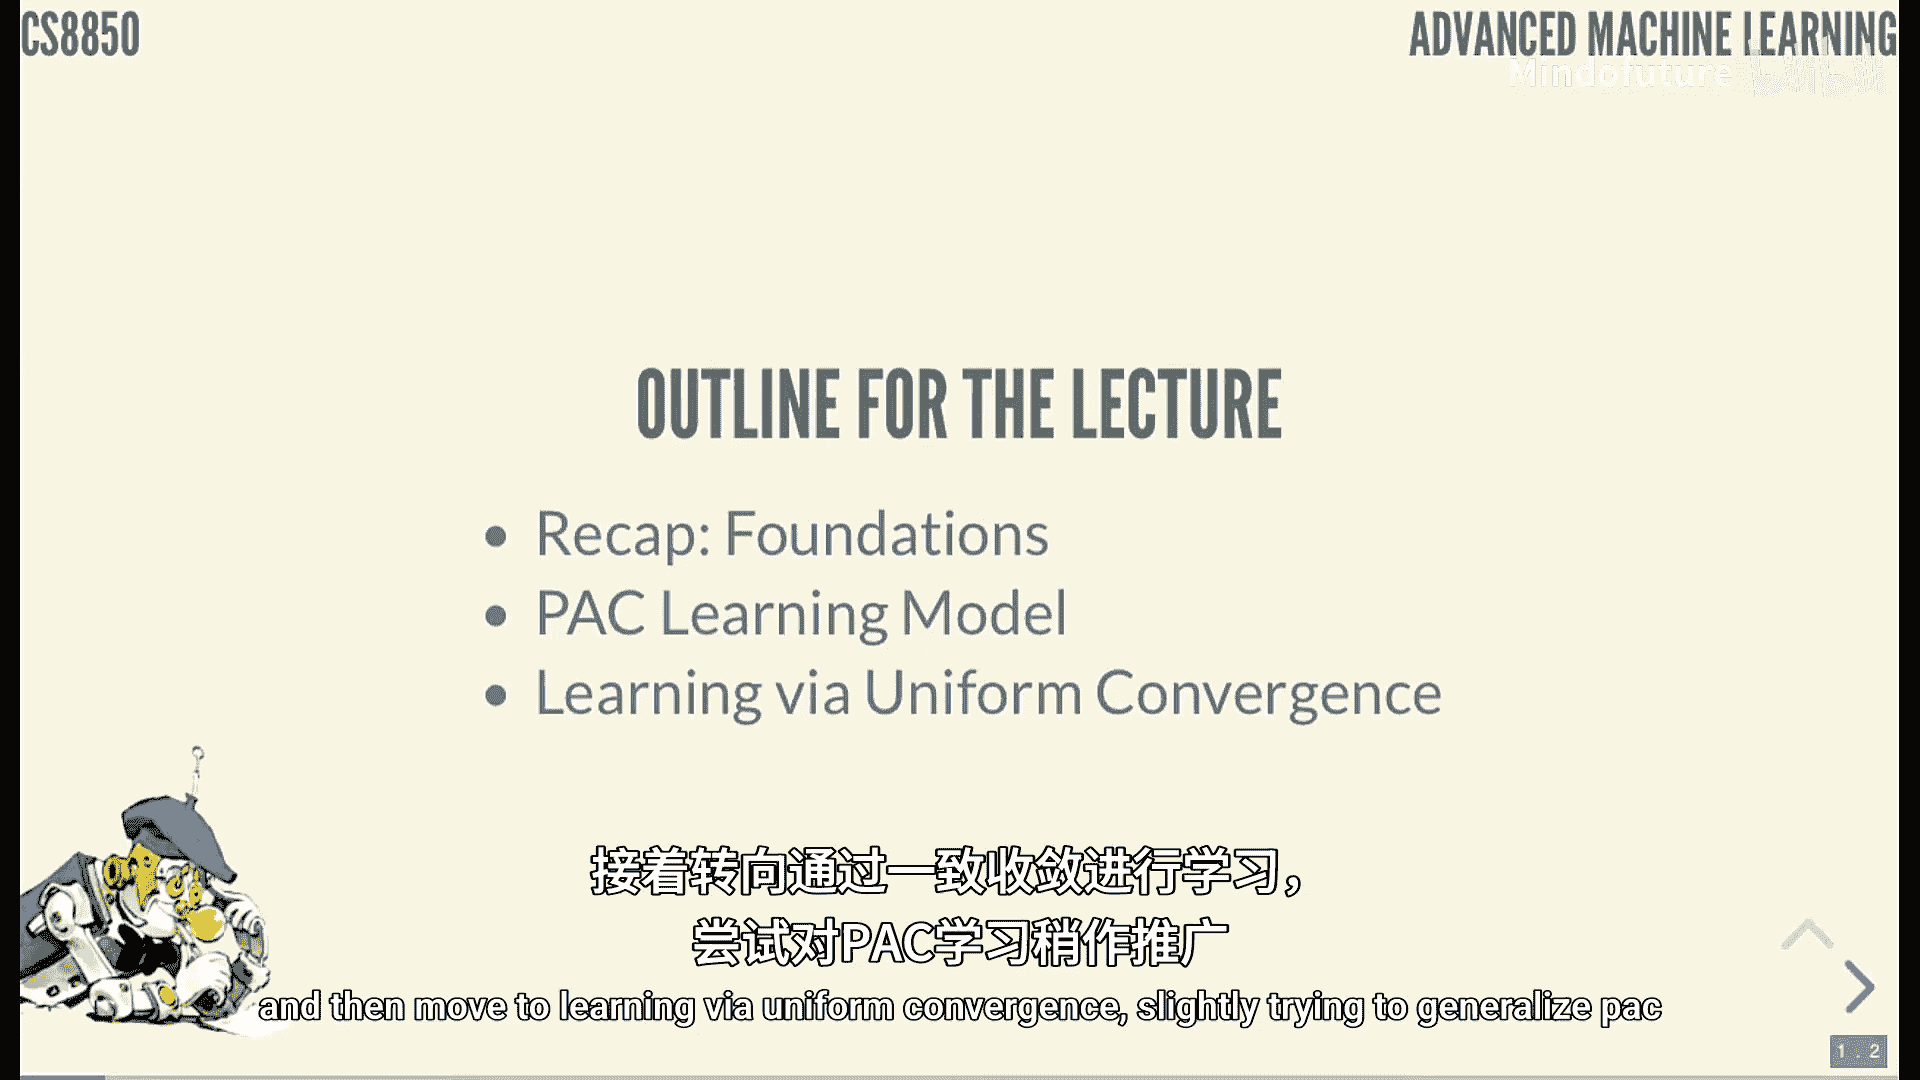 CS8850
ADVANCED MACHINE LEARNING
Mindofuture bilibili
OUTLINE FOR THE LECTURE
• Recap: Foundations
• PAC Learning Model
• Learning via Uniform Convergence
接着转向通过一致收敛进行学习，
尝试对PAC学习稍作推广
and then move to learning via uniform convergence, slightly trying to generalize pac
1.2